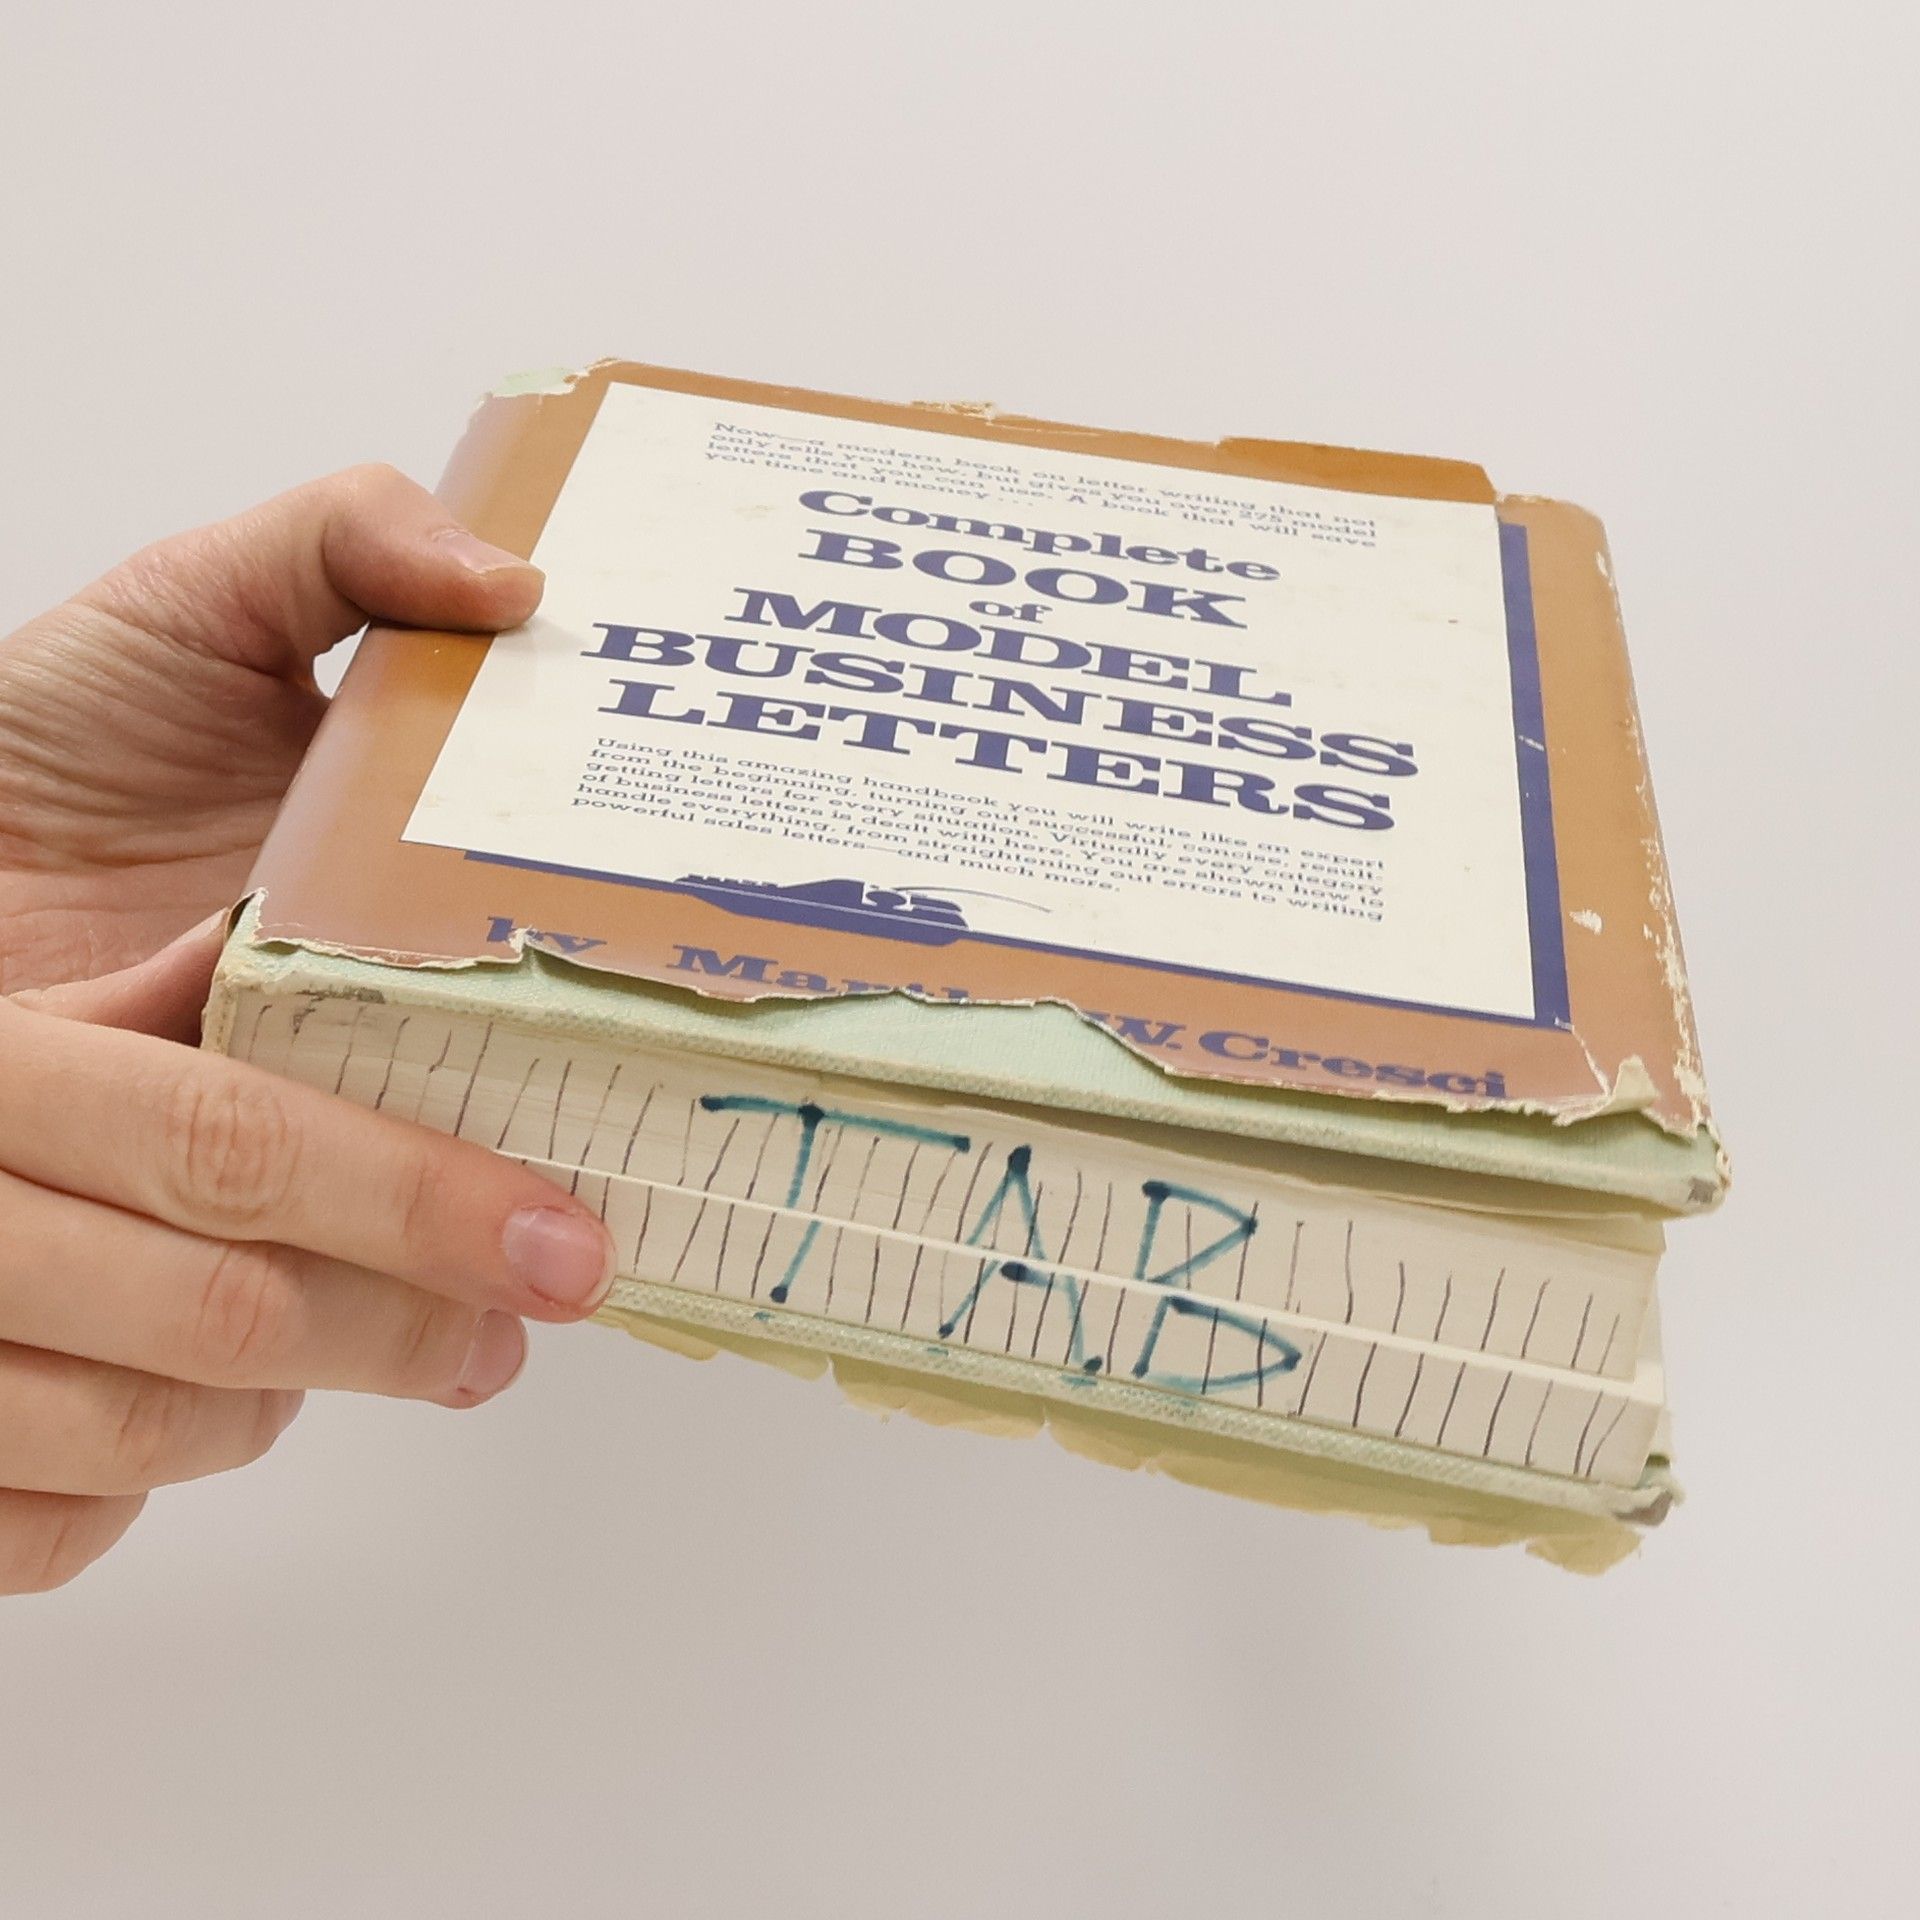 Now—a modern book on letter writing that not
only tells you how, but gives you over 275 model
letters that you can use. A book that will save
you time and money . . .
Complete
BOOK
of
MODEL
BUSINESS
LETTERS
Using this amazing handbook you will write like an expert
from the beginning, turning out successful, concise, result-
getting letters for every situation. Virtually every category
of business letters is dealt with here. You are shown how to
handle everything, from straightening out errors to writing
powerful sales letters—and much more.
by W. Cresci
TAB